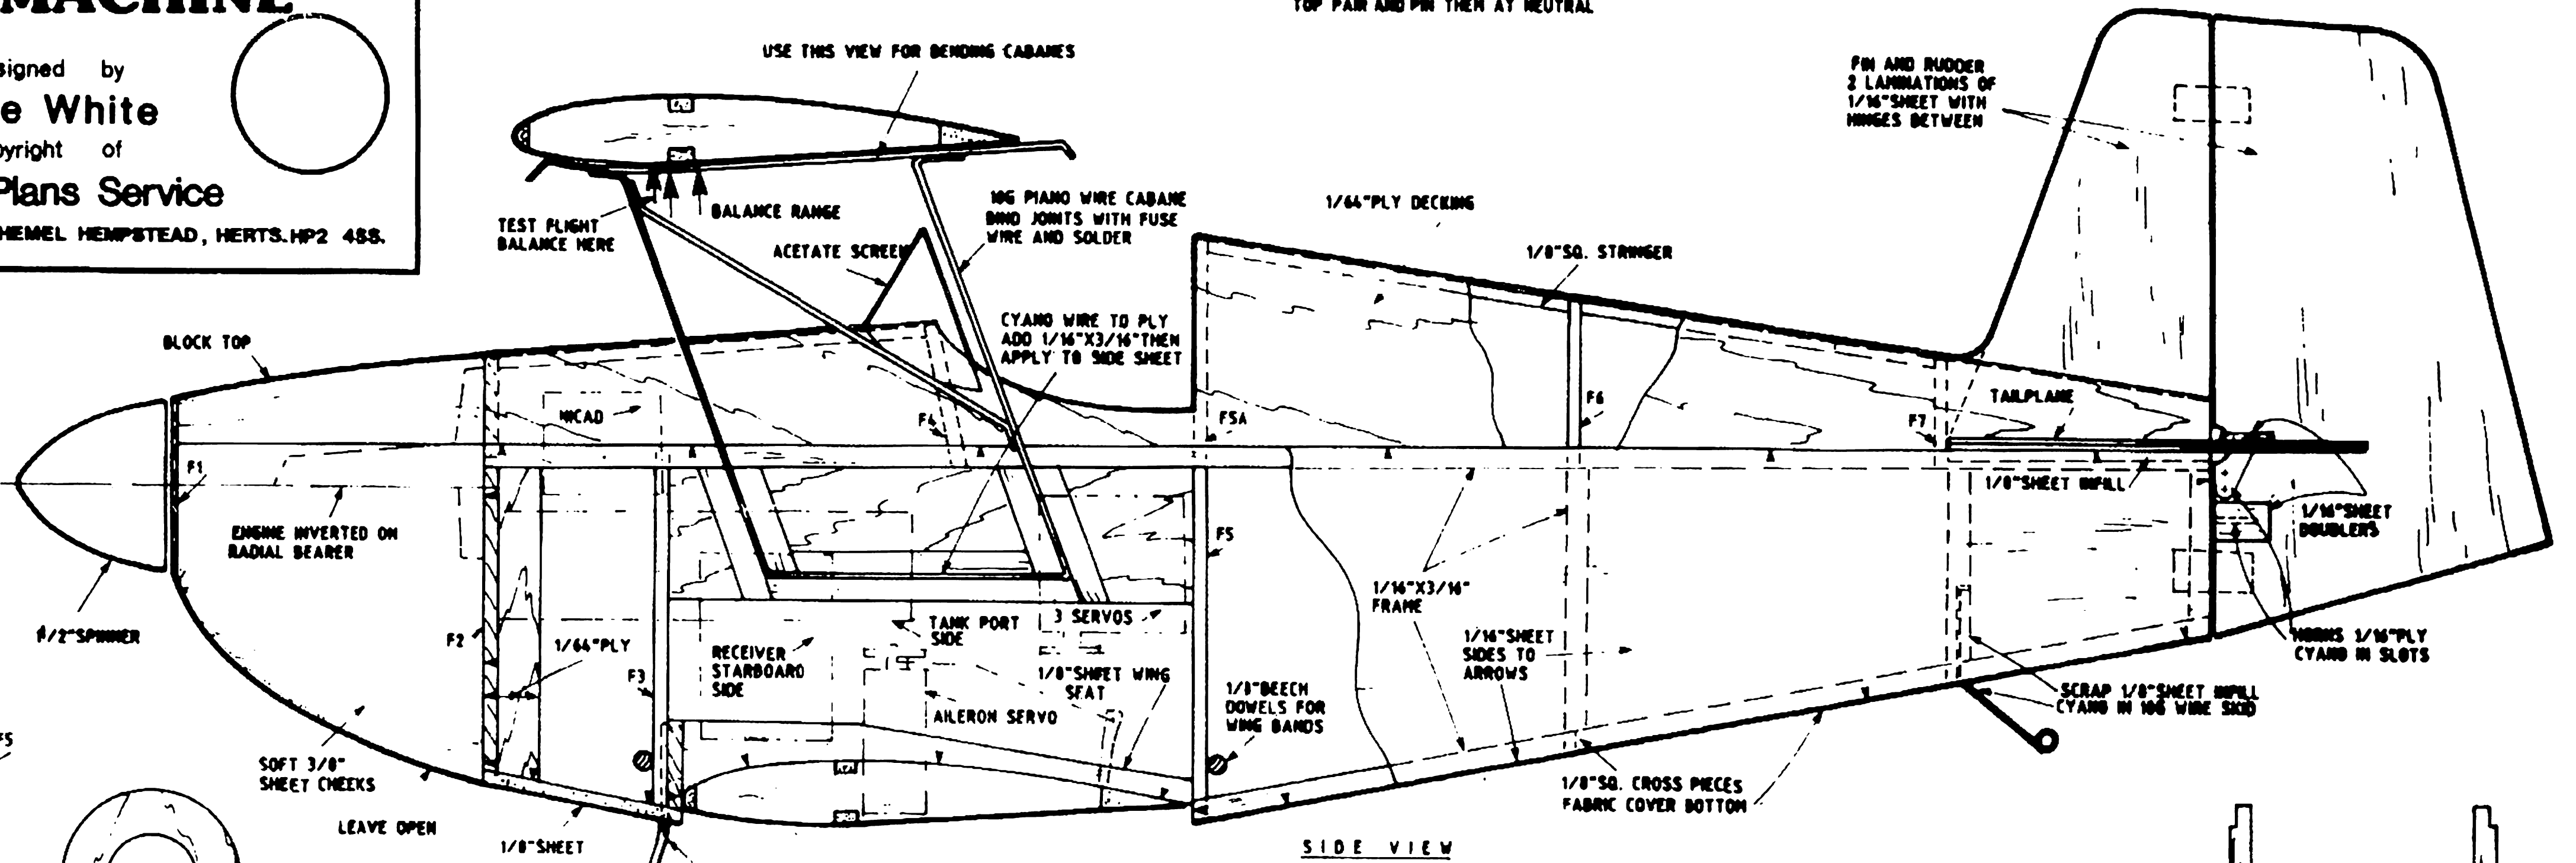 MACHINE
signed by
e White
pyright of
Plans Service
HEMEL HEMPSTEAD, HERTS. HP2 4SS.
TOP PAIR AND PIN THEM AT NEUTRAL
USE THIS VIEW FOR BENDING CABANES
FIN AND RUDDER
2 LAMINATIONS OF
1/16"SHEET WITH
HINGES BETWEEN
TEST FLIGHT
BALANCE HERE
BALANCE RANGE
ACETATE SCREEN
PIANO WIRE CABANE
BIND JOINTS WITH FUSE
WIRE AND SOLDER
1/64"PLY DECKING
1/8"SQ. STRINGER
BLOCK TOP
CYANO WIRE TO PLY
ADD 1/16"X3/16"THEN
APPLY TO SIDE SHEET
NICAD
F4
F5A
F6
F7
TAILPLANE
F1
ENGINE INVERTED ON
RADIAL BEARER
F5
1/8"SHEET INFILL
1/16"SHEET
DOUBLERS
1/16"X3/16"
FRAME
1/2"SPINNER
F2
1/64"PLY
F3
RECEIVER
STARBOARD
SIDE
TANK PORT
SIDE
3 SERVOS
1/8"SHEET WING
SEAT
AILERON SERVO
1/8"BEECH
DOWELS FOR
WING BANDS
1/16"SHEET
SIDES TO
ARROWS
HORNS 1/16"PLY
CYANO IN SLOTS
SCRAP 1/8"SHEET INFILL
CYANO IN WIRE SKID
F5
SOFT 3/8"
SHEET CHEEKS
1/8"SQ. CROSS PIECES
FABRIC COVER BOTTOM
LEAVE OPEN
1/8"SHEET
SIDE VIEW